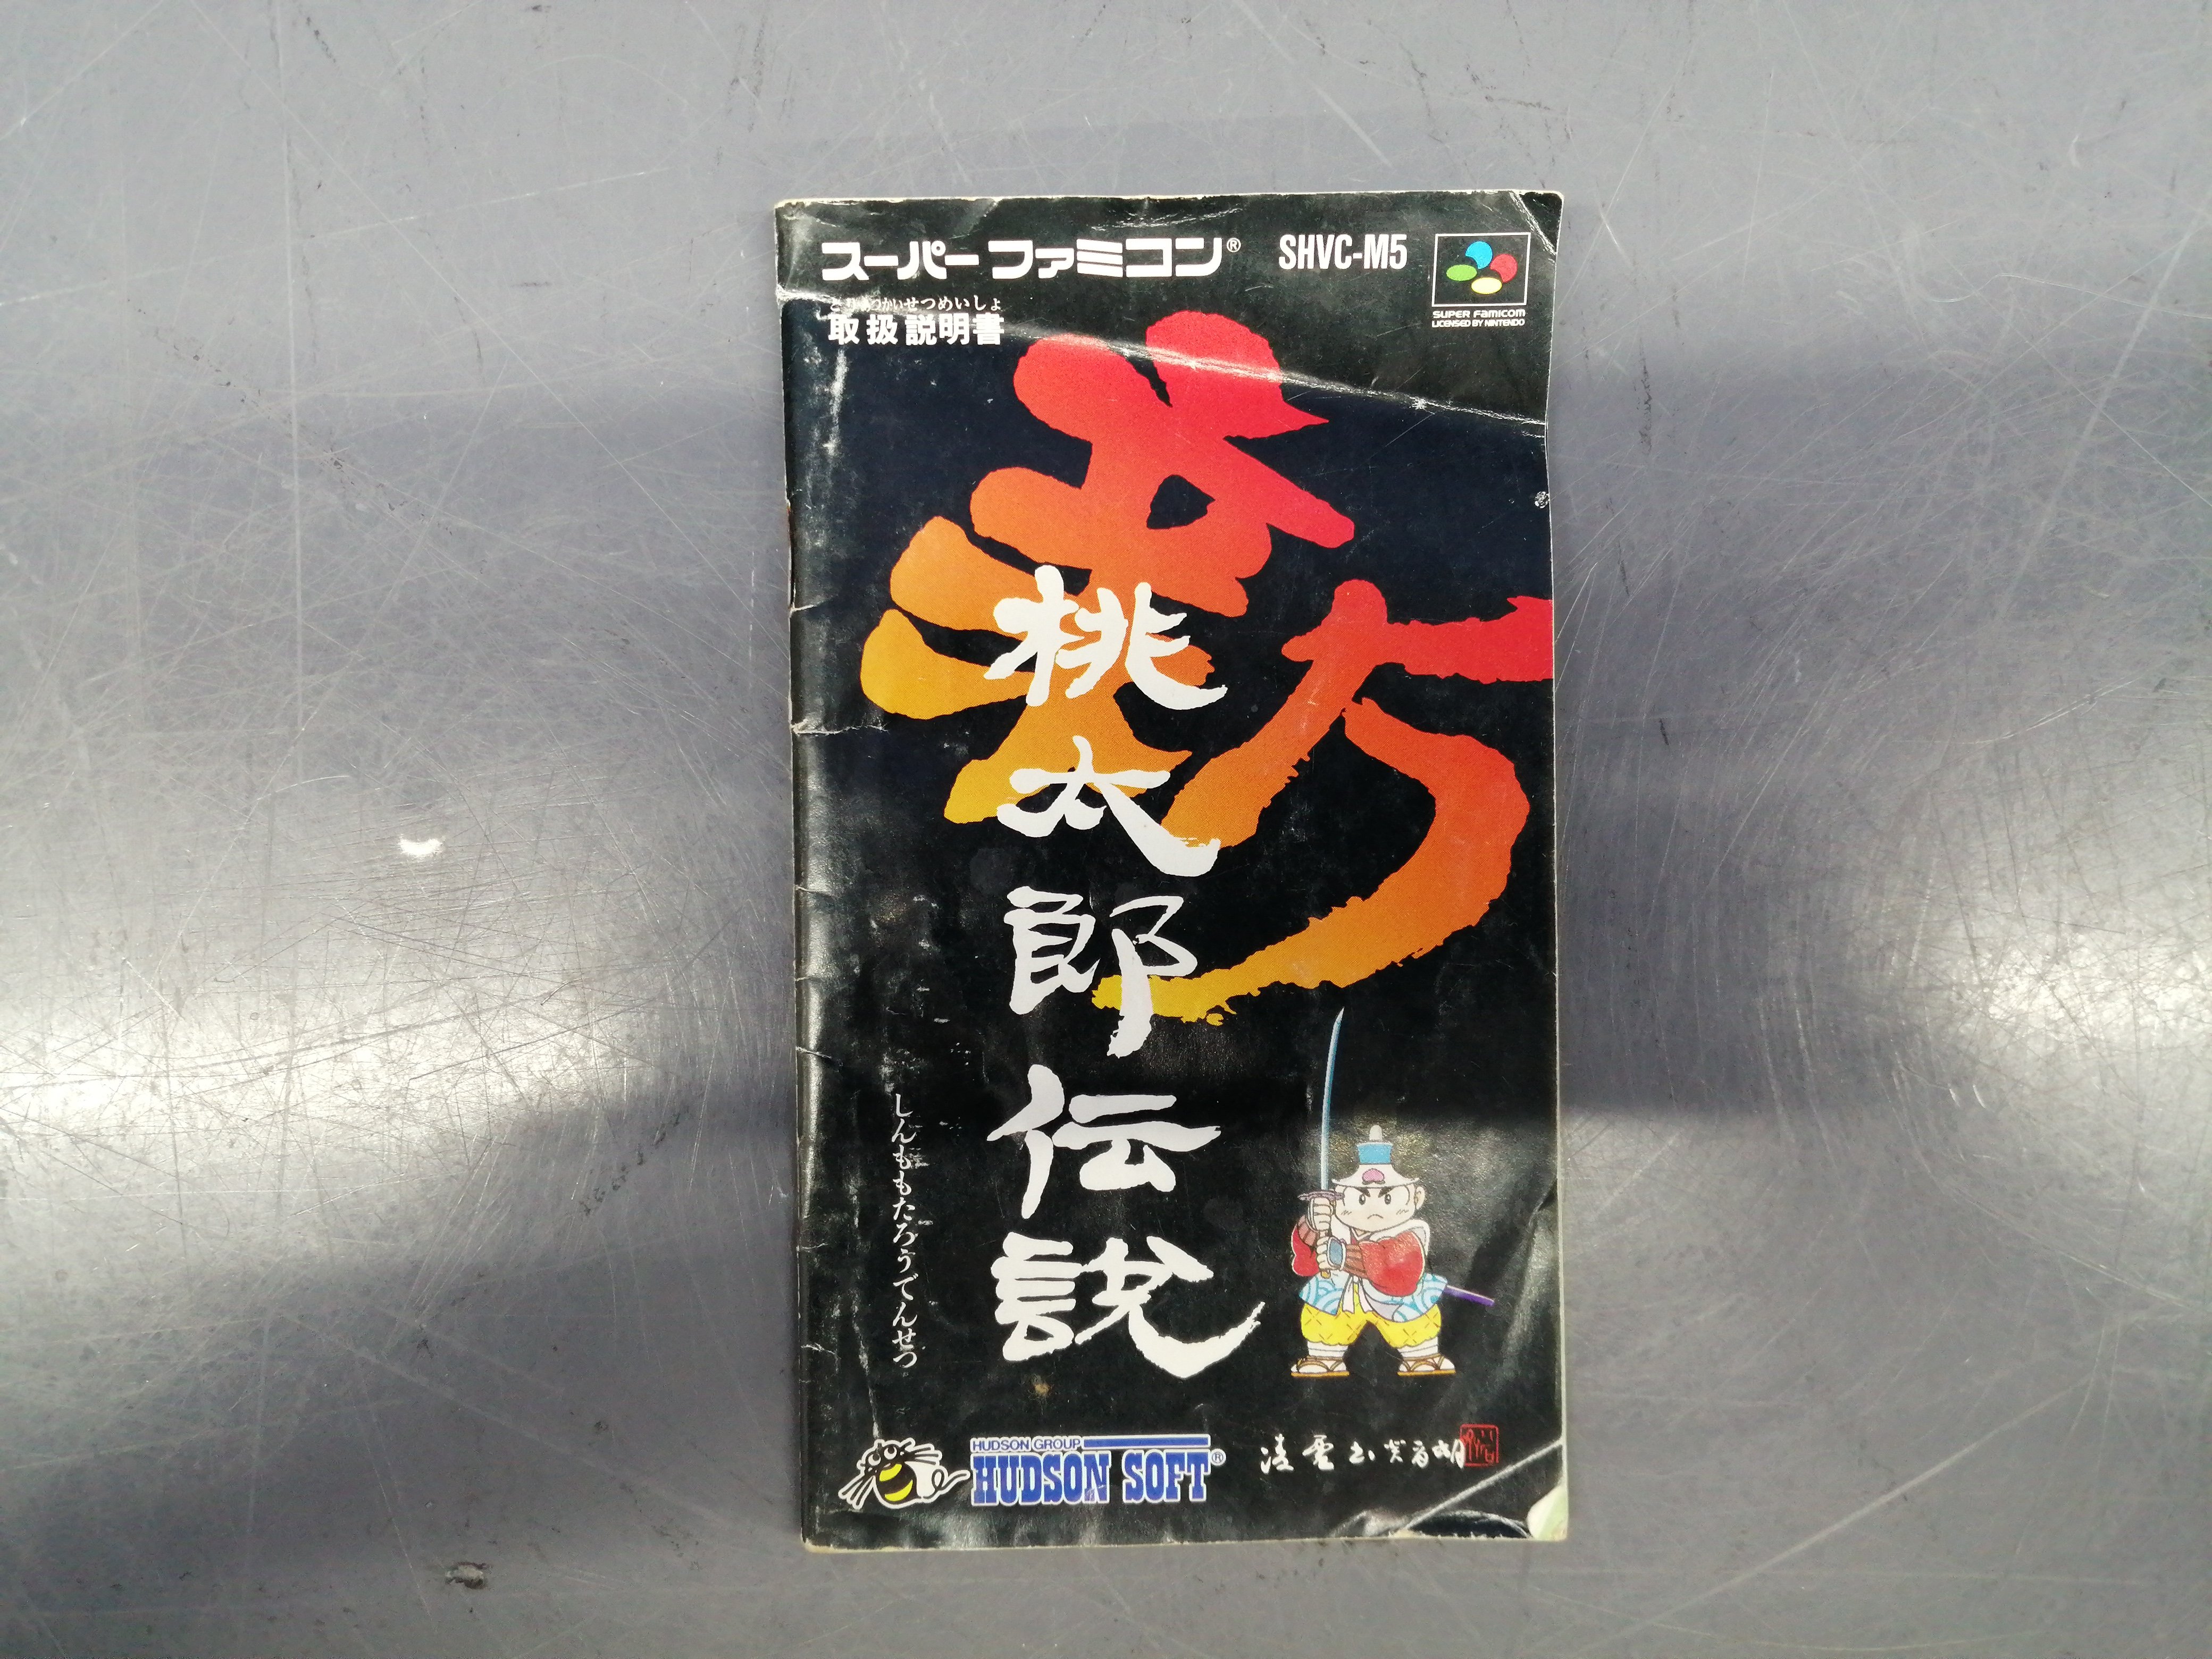 スーパーファミコン® SHVC-M5
SUPER FAMICOM
LICENSED BY NINTENDO
とりあつかいせつめいしょ
取扱説明書
新
桃太郎伝説
しんももたろうでんせつ
HUDSON GROUP
HUDSON SOFT®